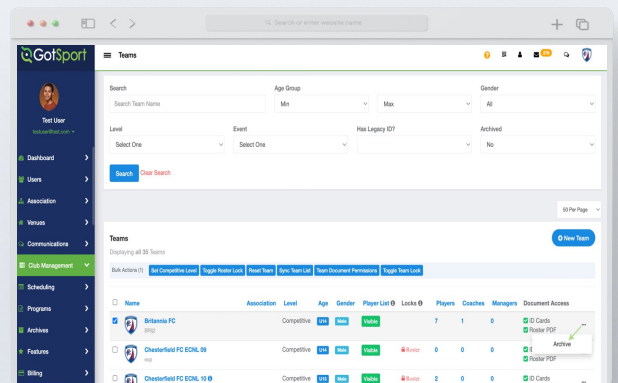 Search or enter website name
GotSport
Teams
Test User
testuser@test.com
Dashboard
Users
Association
Venues
Communications
Club Management
Scheduling
Programs
Archives
Features
Billing
Search
Age Group
Gender
Search Team Name
Min
Max
All
Level
Event
Has Legacy ID?
Archived
Select One
Select One
No
Search Clear Search
50 Per Page
Teams
New Team
Displaying all 35 Teams
Bulk Actions (1) Set Competitive Level Toggle Roster Lock Reset Team Sync Team List Team Document Permissions Toggle Team Lock
Name Association Level Age Gender Player List Locks Players Coaches Managers Document Access
Britannia FC Competitive U14 Male Visible 7 1 0 ID Cards
Roster PDF
Archive
Chesterfield FC ECNL 09 Competitive U14 Male Visible Roster 0 0 0
Roster PDF
Chesterfield FC ECNL 10 Competitive U13 Male Visible Roster 2 0 0 ID Cards